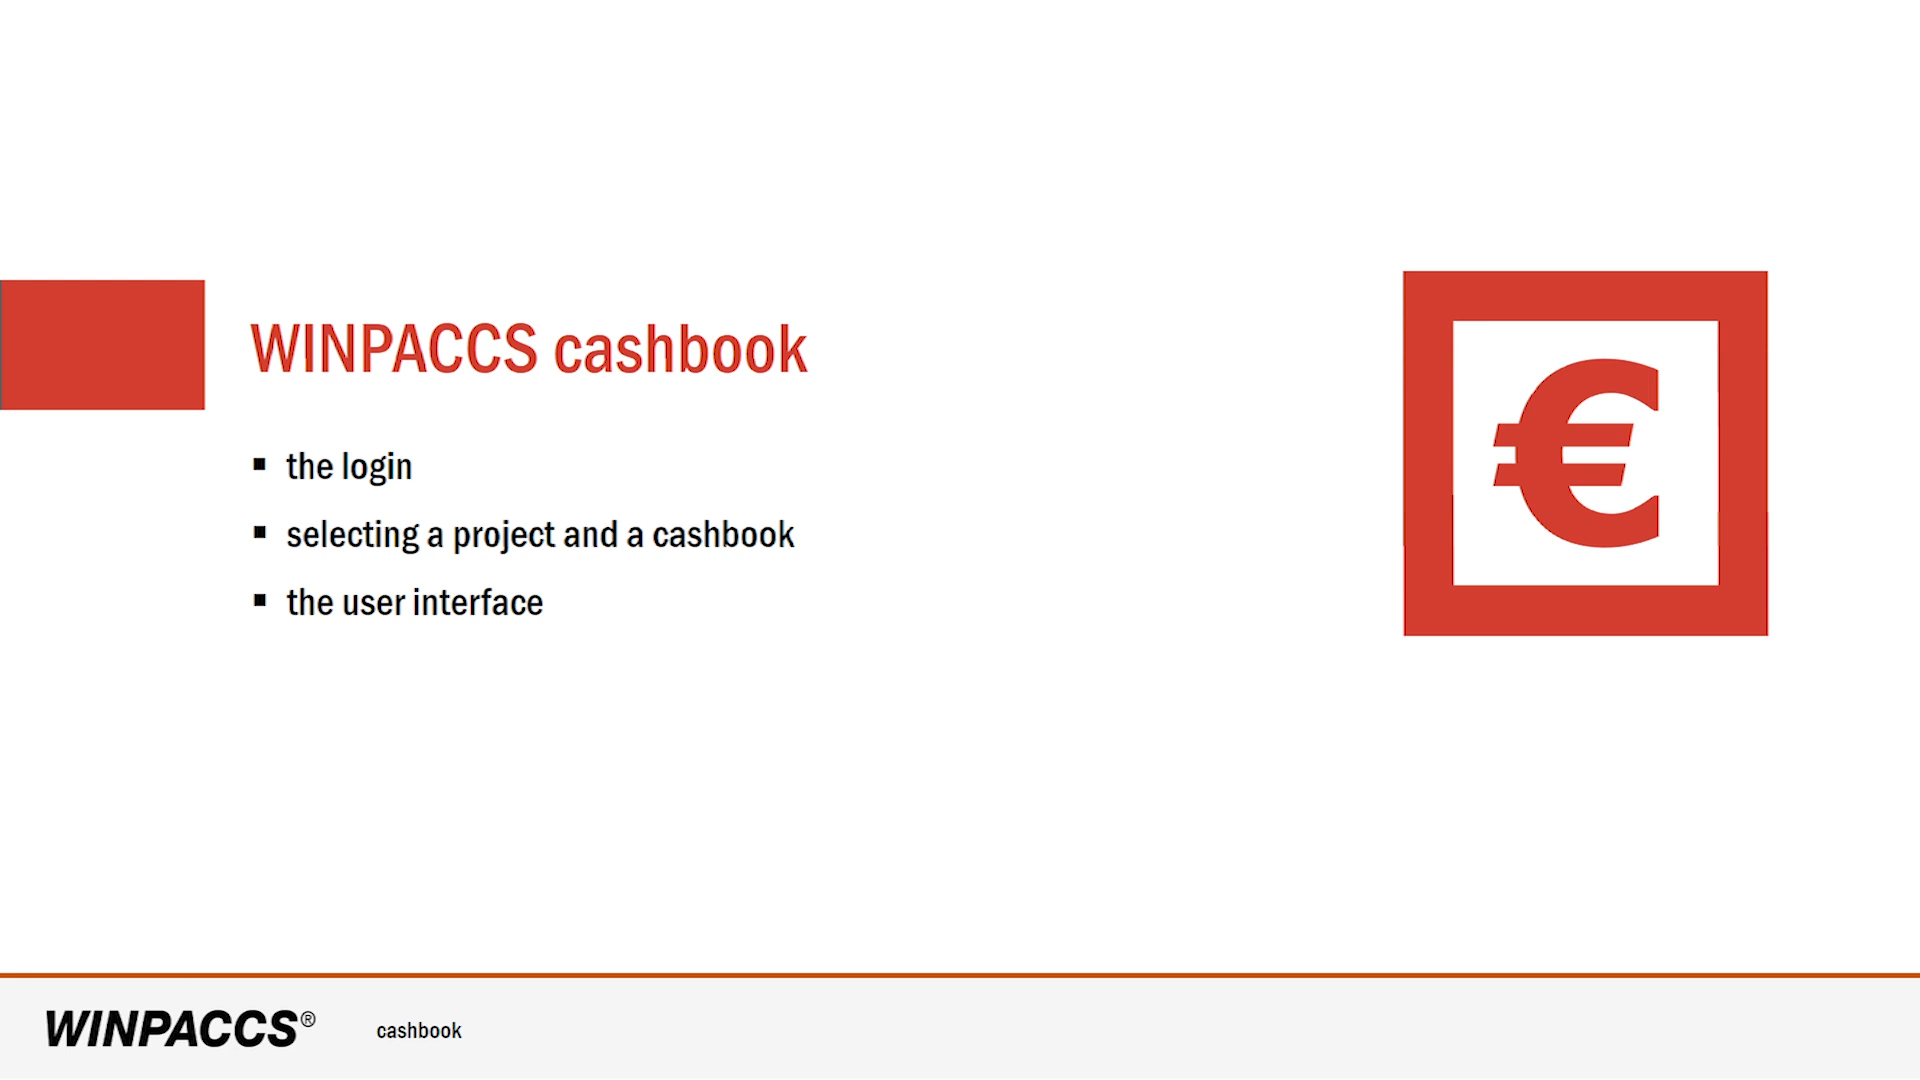 WINPACCS cashbook
▪ the login
▪ selecting a project and a cashbook
▪ the user interface
€
WINPACCS® cashbook